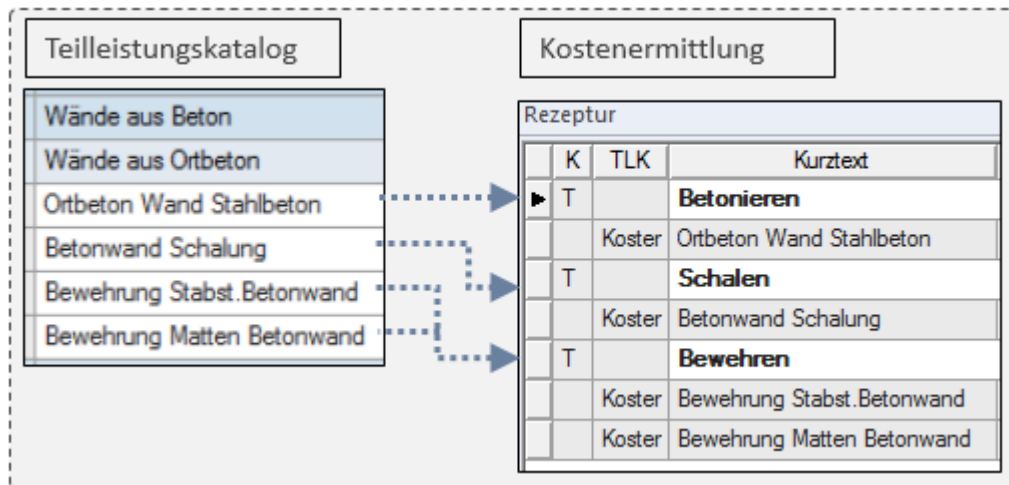 Teilleistungskatalog
Wände aus Beton
Wände aus Ortbeton
Ortbeton Wand Stahlbeton
Betonwand Schalung
Bewehrung Stabst.Betonwand
Bewehrung Matten Betonwand
Kostenermittlung
Rezeptur
K TLK Kurztext
T Betonieren
Koster Ortbeton Wand Stahlbeton
T Schalen
Koster Betonwand Schalung
T Bewehren
Koster Bewehrung Stabst.Betonwand
Koster Bewehrung Matten Betonwand